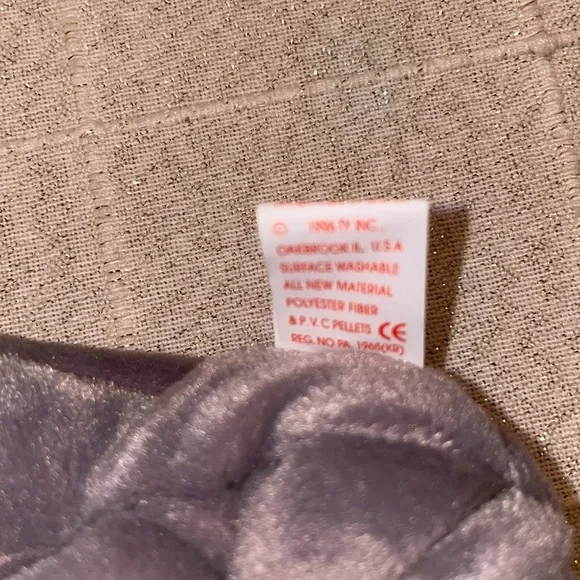 © 1996 TY INC.,
OAKBROOK IL, U.S.A
SURFACE WASHABLE
ALL NEW MATERIAL
POLYESTER FIBER
& P.V.C PELLETS CE
REG. NO PA. 1965(KR)